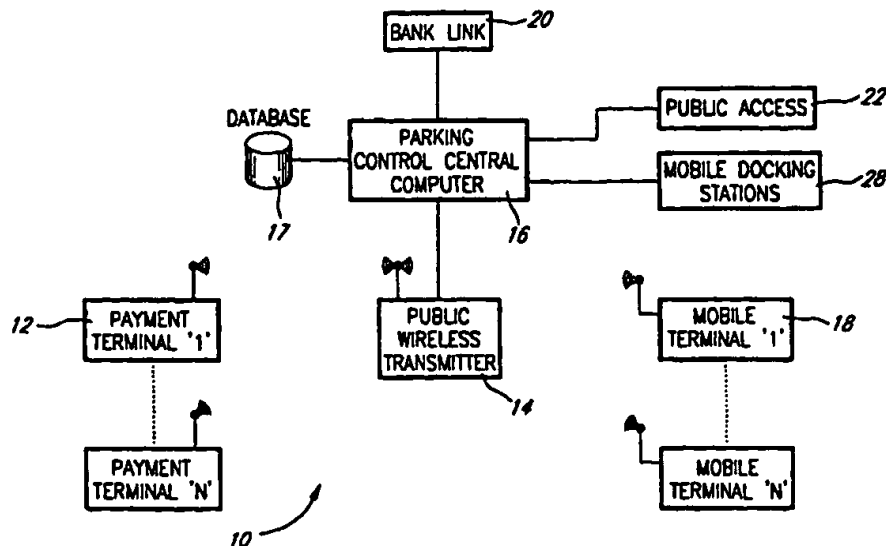 20
BANK LINK
DATABASE
17
PARKING
CONTROL CENTRAL
COMPUTER
16
PUBLIC ACCESS
22
MOBILE DOCKING
STATIONS
28
12
PAYMENT
TERMINAL '1'
PUBLIC
WIRELESS
TRANSMITTER
14
MOBILE
TERMINAL '1'
18
PAYMENT
TERMINAL 'N'
MOBILE
TERMINAL 'N'
10